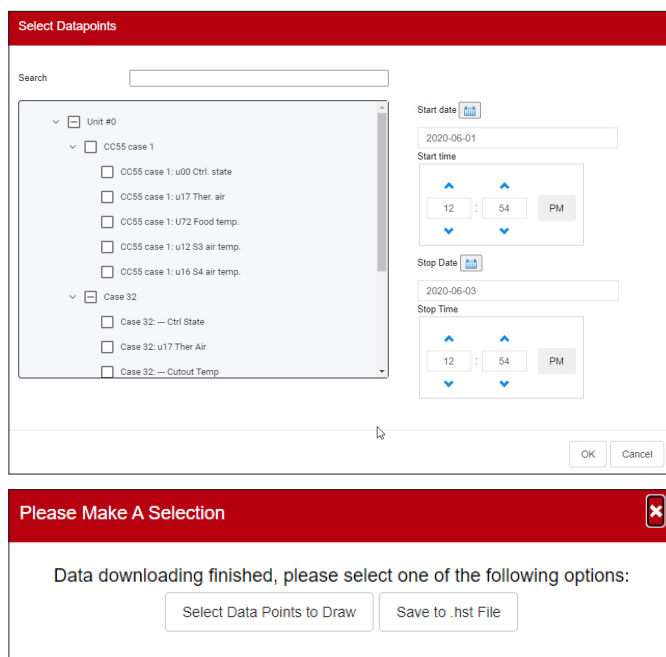 Select Datapoints
Search
Unit #0
CC55 case 1
CC55 case 1: u00 Ctrl. state
CC55 case 1: u17 Ther. air
CC55 case 1: U72 Food temp.
CC55 case 1: u12 S3 air temp.
CC55 case 1: u16 S4 air temp.
Case 32
Case 32: --- Ctrl State
Case 32: u17 Ther Air
Case 32: --- Cutout Temp
Start date
2020-06-01
Start time
12 : 54 PM
Stop Date
2020-06-03
Stop Time
12 : 54 PM
OK Cancel
Please Make A Selection
Data downloading finished, please select one of the following options:
Select Data Points to Draw Save to .hst File